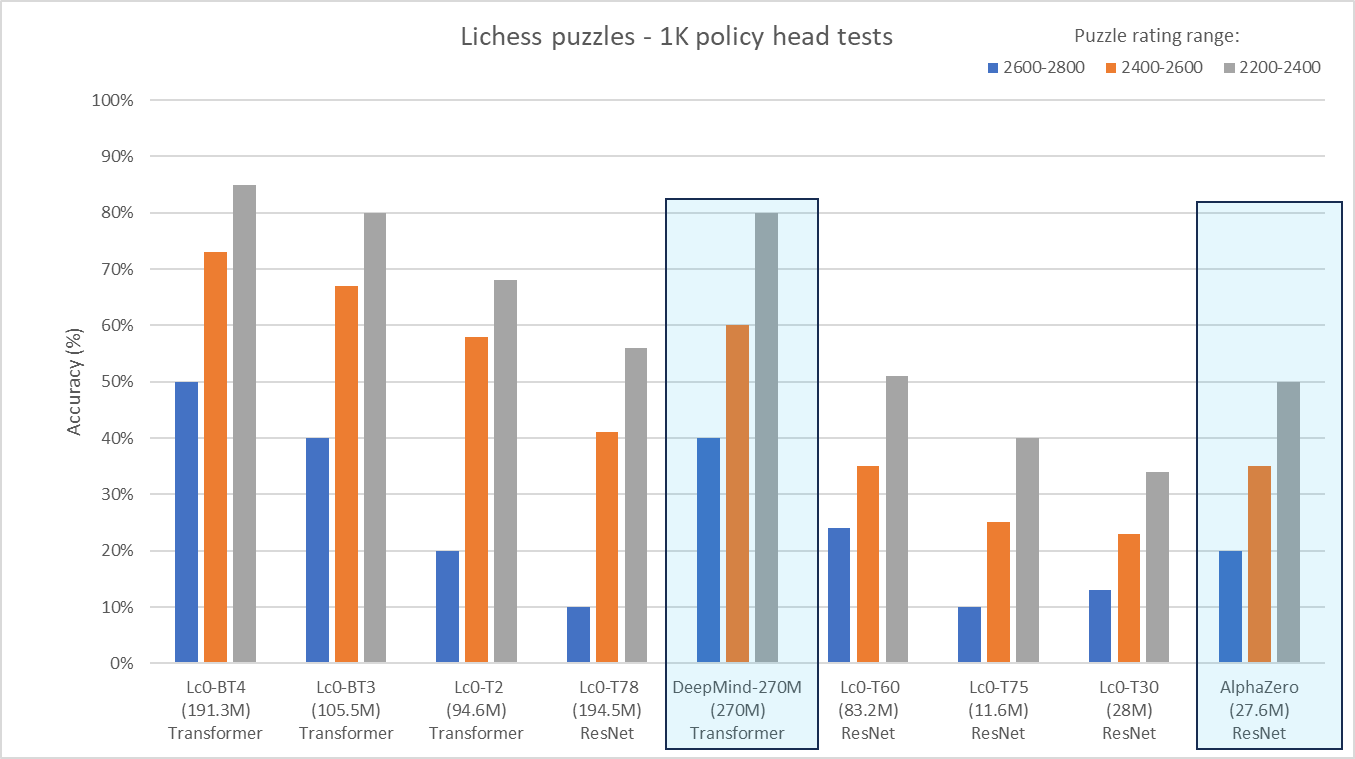 Lichess puzzles - 1K policy head tests
Puzzle rating range:
2600-2800 2400-2600 2200-2400
100%
90%
80%
70%
60%
50%
40%
30%
20%
10%
0%
Accuracy (%)
Lc0-BT4 Lc0-BT3 Lc0-T2 Lc0-T78 DeepMind-270M Lc0-T60 Lc0-T75 Lc0-T30 AlphaZero
(191.3M) (105.5M) (94.6M) (194.5M) (270M) (83.2M) (11.6M) (28M) (27.6M)
Transformer Transformer Transformer ResNet Transformer ResNet ResNet ResNet ResNet